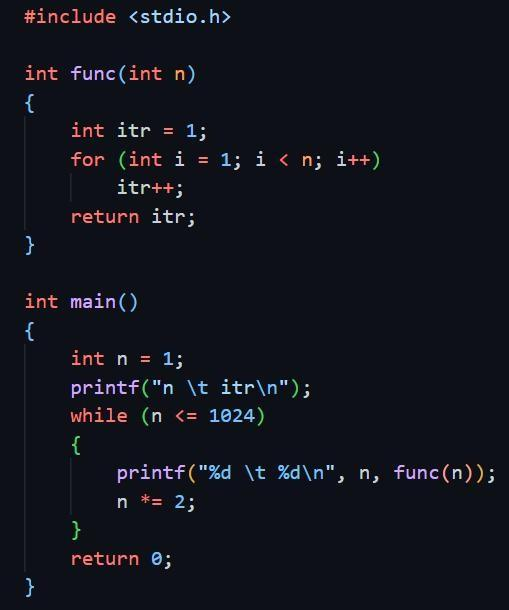 #include <stdio.h>

int func(int n)
{
    int itr = 1;
    for (int i = 1; i < n; i++)
        itr++;
    return itr;
}

int main()
{
    int n = 1;
    printf("n \t itr\n");
    while (n <= 1024)
    {
        printf("%d \t %d\n", n, func(n));
        n *= 2;
    }
    return 0;
}